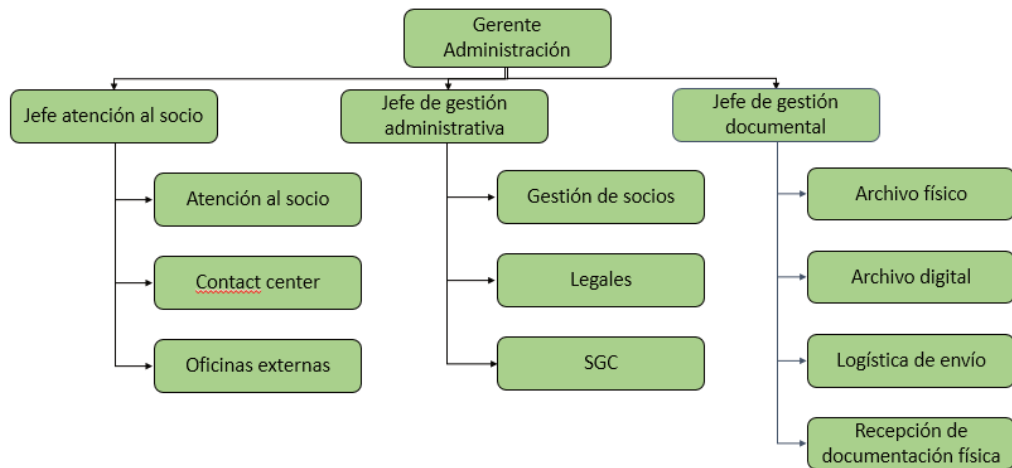 Gerente
Administración
Jefe atención al socio
Jefe de gestión
administrativa
Jefe de gestión
documental
Atención al socio
Contact center
Oficinas externas
Gestión de socios
Legales
SGC
Archivo físico
Archivo digital
Logística de envío
Recepción de
documentación física